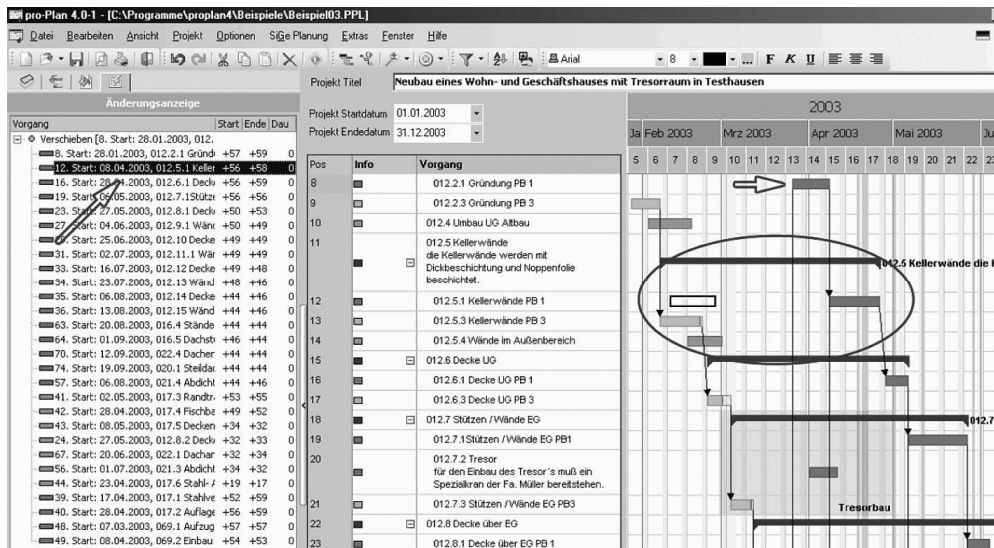 pro-Plan 4.0-1 - [C:\Programme\proplan4\Beispiele\Beispiel03.PPL]
Datei Bearbeiten Ansicht Projekt Optionen SiGe Planung Extras Fenster Hilfe
Arial 8 F K U
Änderungsanzeige
Vorgang Start Ende Dau
Verschieben [8. Start: 28.01.2003, 012.
8. Start: 28.01.2003, 012.2.1 Gründ +57 +59 0
12. Start: 08.04.2003, 012.5.1 Keller +56 +58 0
16. Start: 28.04.2003, 012.6.1 Deck +56 +59 0
19. Start: 06.05.2003, 012.7.1Stütze +56 +56 0
23. Start: 27.05.2003, 012.8.1 Deck +50 +53 0
27. Start: 04.06.2003, 012.9.1 Wänd +50 +49 0
Start: 25.06.2003, 012.10 Decke +49 +49 0
31. Start: 02.07.2003, 012.11.1 Wär +49 +49 0
33. Start: 16.07.2003, 012.12 Decke +49 +48 0
34. Start: 23.07.2003, 012.13 Wänd +48 +46 0
35. Start: 06.08.2003, 012.14 Decke +44 +46 0
36. Start: 13.08.2003, 012.15 Wänd +44 +46 0
63. Start: 20.08.2003, 016.4 Stände +44 +44 0
64. Start: 01.09.2003, 016.5 Dachstu +46 +44 0
70. Start: 12.09.2003, 022.4 Dacher +44 +44 0
74. Start: 19.09.2003, 020.1 Steildac +44 +44 0
57. Start: 06.08.2003, 021.4 Abdicht +44 +46 0
41. Start: 02.05.2003, 017.3 Randtr. +53 +55 0
42. Start: 28.04.2003, 017.4 Fischba +49 +52 0
43. Start: 08.05.2003, 017.5 Decken +34 +32 0
24. Start: 27.05.2003, 012.8.2 Deck +32 +33 0
67. Start: 20.06.2003, 022.1 Dachar +32 +34 0
56. Start: 01.07.2003, 021.3 Abdicht +34 +32 0
44. Start: 23.04.2003, 017.6 Stahl- +19 +17 0
39. Start: 17.04.2003, 017.1 Stahlve +52 +59 0
40. Start: 28.04.2003, 017.2 Auflage +56 +59 0
48. Start: 07.03.2003, 069.1 Aufzug +57 +57 0
49. Start: 08.04.2003, 069.2 Einbau +54 +53 0
Projekt Titel Neubau eines Wohn- und Geschäftshauses mit Tresorraum in Testhausen
Projekt Startdatum 01.01.2003
Projekt Endedatum 31.12.2003
2003
Ja Feb 2003 Mrz 2003 Apr 2003 Mai 2003 Ju
5 6 7 8 9 10 11 12 13 14 15 16 17 18 19 20 21 22 23
Pos Info Vorgang
8 012.2.1 Gründung PB 1
9 012.2.3 Gründung PB 3
10 012.4 Umbau UG Altbau
11 012.5 Kellerwände
die Kellerwände werden mit
Dickbeschichtung und Noppenfolie
beschichtet.
012.5 Kellerwände die
12 012.5.1 Kellerwände PB 1
13 012.5.3 Kellerwände PB 3
14 012.5.4 Wände im Außenbereich
15 012.6 Decke UG
16 012.6.1 Decke UG PB 1
17 012.6.3 Decke UG PB 3
18 012.7 Stützen / Wände EG
012.7
19 012.7.1Stützen / Wände EG PB1
20 012.7.2 Tresor
für den Einbau des Tresor´s muß ein
Spezialkran der Fa. Müller bereitstehen.
21 012.7.3 Stützen / Wände EG PB3
Tresorbau
22 012.8 Decke über EG
23 012.8.1 Decke über EG PB 1